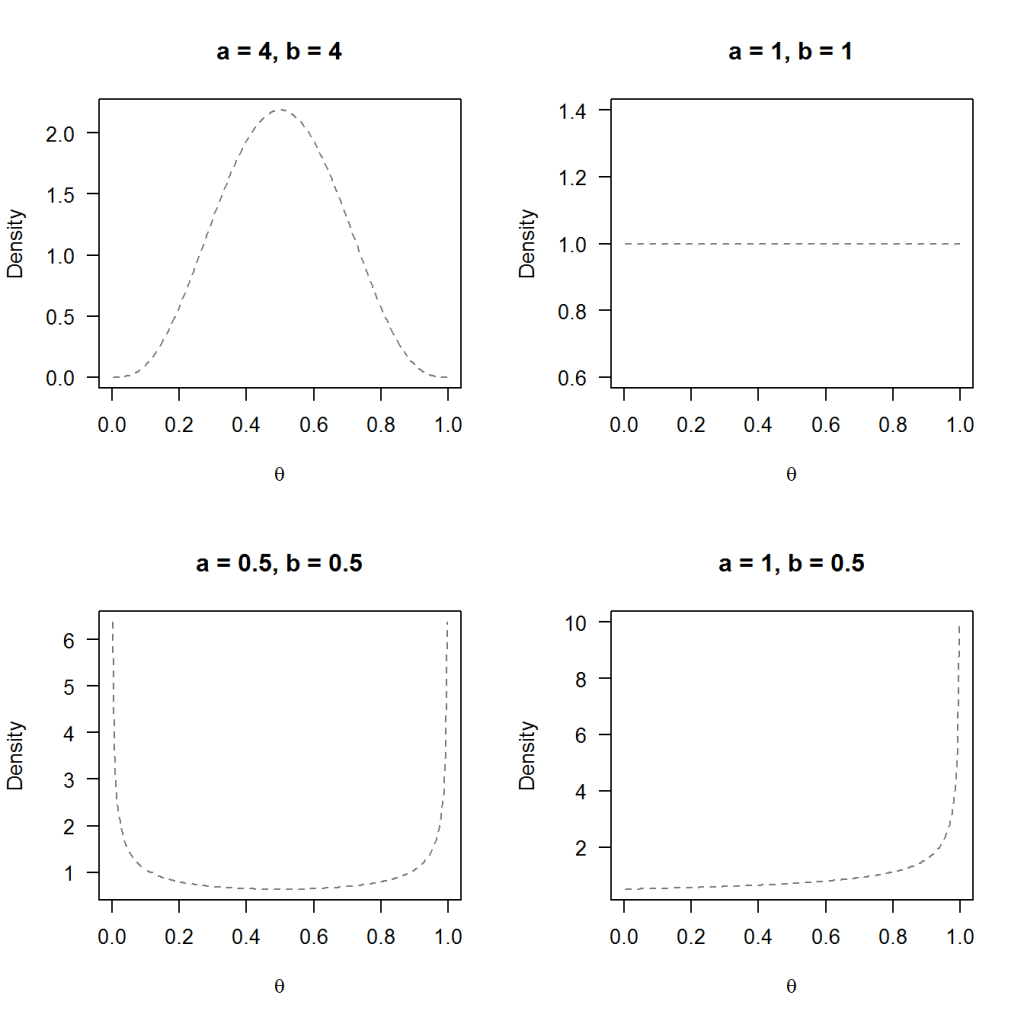 a = 4, b = 4
Density
2.0
1.5
1.0
0.5
0.0
0.0 0.2 0.4 0.6 0.8 1.0
θ
a = 1, b = 1
Density
1.4
1.2
1.0
0.8
0.6
0.0 0.2 0.4 0.6 0.8 1.0
θ
a = 0.5, b = 0.5
Density
6
5
4
3
2
1
0.0 0.2 0.4 0.6 0.8 1.0
θ
a = 1, b = 0.5
Density
10
8
6
4
2
0.0 0.2 0.4 0.6 0.8 1.0
θ